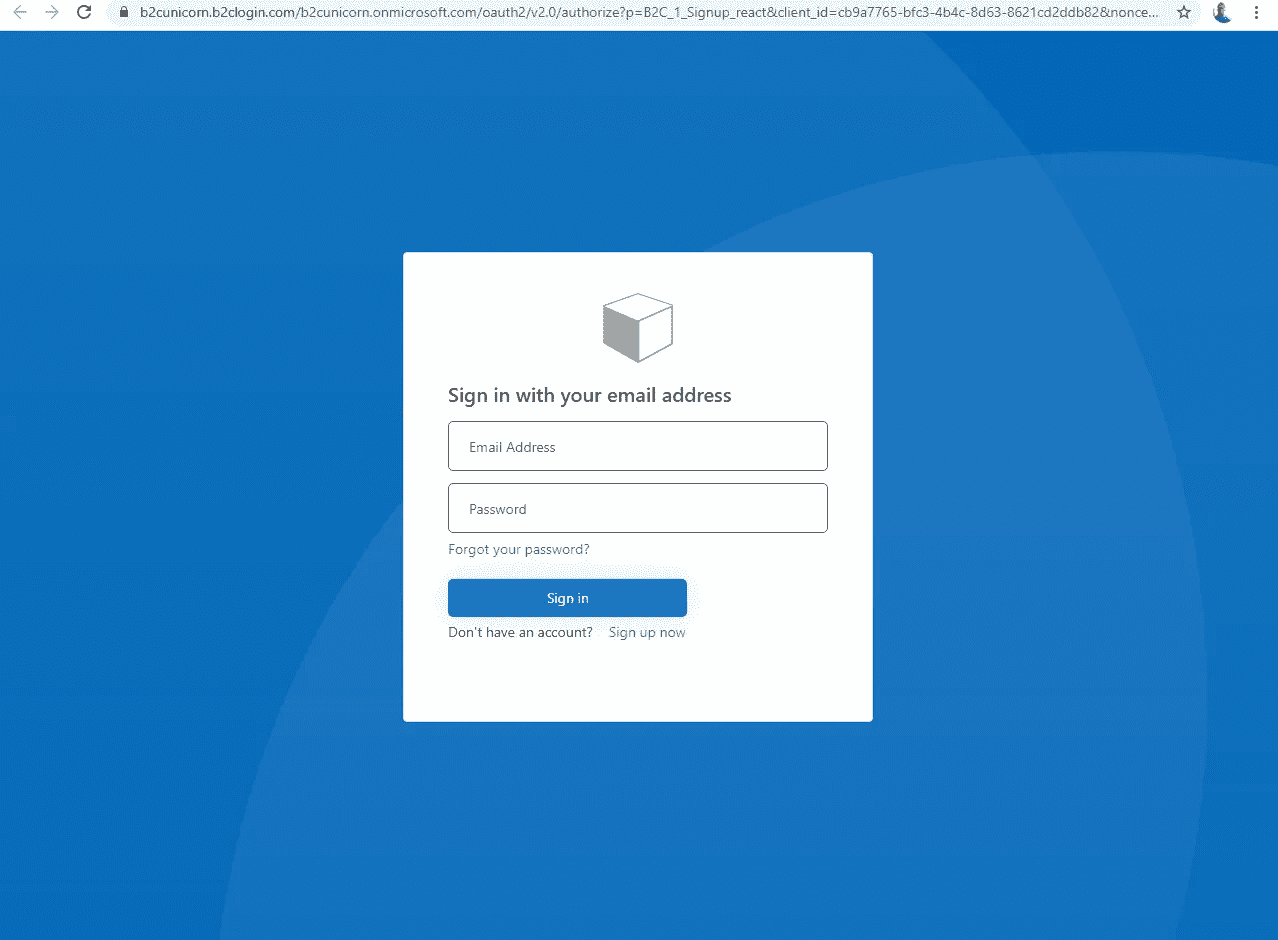 b2cunicorn.b2clogin.com/b2cunicorn.onmicrosoft.com/oauth2/v2.0/authorize?p=B2C_1_Signup_react&client_id=cb9a7765-bfc3-4b4c-8d63-8621cd2ddb82&nonce...
Sign in with your email address
Email Address
Password
Forgot your password?
Sign in
Don't have an account? Sign up now